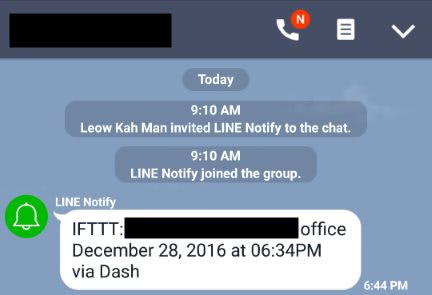 N
Today
9:10 AM
Leow Kah Man invited LINE Notify to the chat.
9:10 AM
LINE Notify joined the group.
LINE Notify
IFTTT: office
December 28, 2016 at 06:34PM
via Dash
6:44 PM